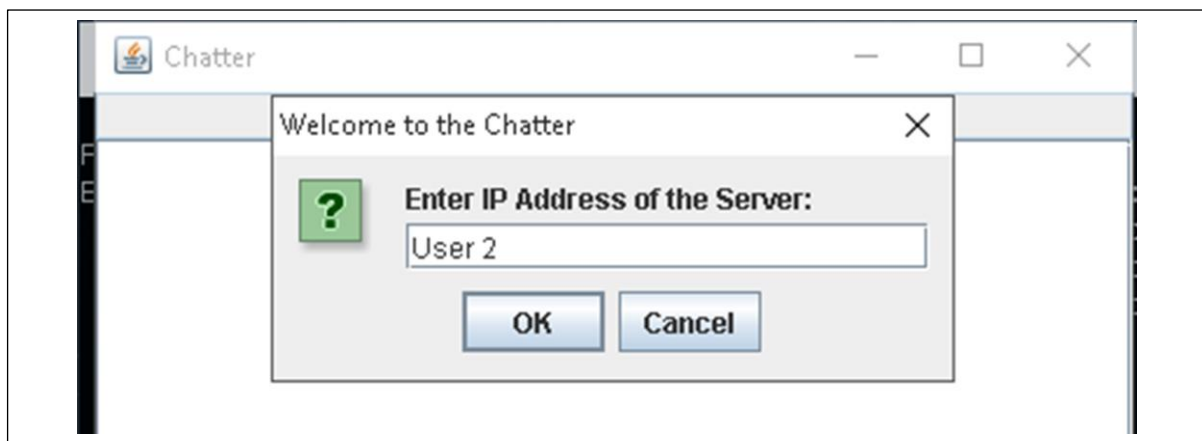 Chatter
Welcome to the Chatter
F
E
?
Enter IP Address of the Server:
User 2
OK Cancel